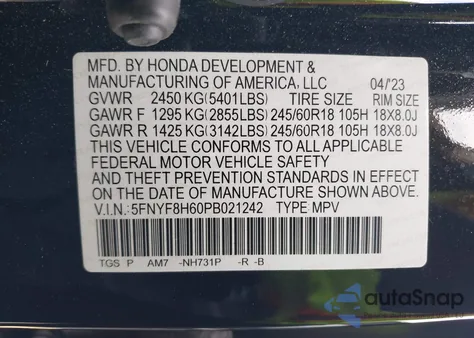 MFD. BY HONDA DEVELOPMENT &
MANUFACTURING OF AMERICA, LLC 04/'23
GVWR 2450 KG(5401LBS) TIRE SIZE RIM SIZE
GAWR F 1295 KG(2855LBS) 245/60R18 105H 18X8.0J
GAWR R 1425 KG(3142LBS) 245/60R18 105H 18X8.0J
THIS VEHICLE CONFORMS TO ALL APPLICABLE
FEDERAL MOTOR VEHICLE SAFETY
AND THEFT PREVENTION STANDARDS IN EFFECT
ON THE DATE OF MANUFACTURE SHOWN ABOVE.
V.I.N.: 5FNYF8H60PB021242 TYPE: MPV
TGS P AM7 -NH731P -R -B
autoSnap